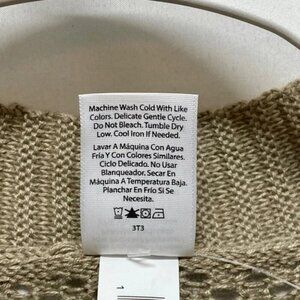 Machine Wash Cold With Like
Colors. Delicate Gentle Cycle.
Do Not Bleach. Tumble Dry
Low. Cool Iron If Needed.
Lavar A Máquina Con Agua
Fría Y Con Colores Similares.
Ciclo Delicado. No Usar
Blanqueador. Secar En
Máquina A Temperatura Baja.
Planchar En Frío Si Se
Necesita.
3T3
1